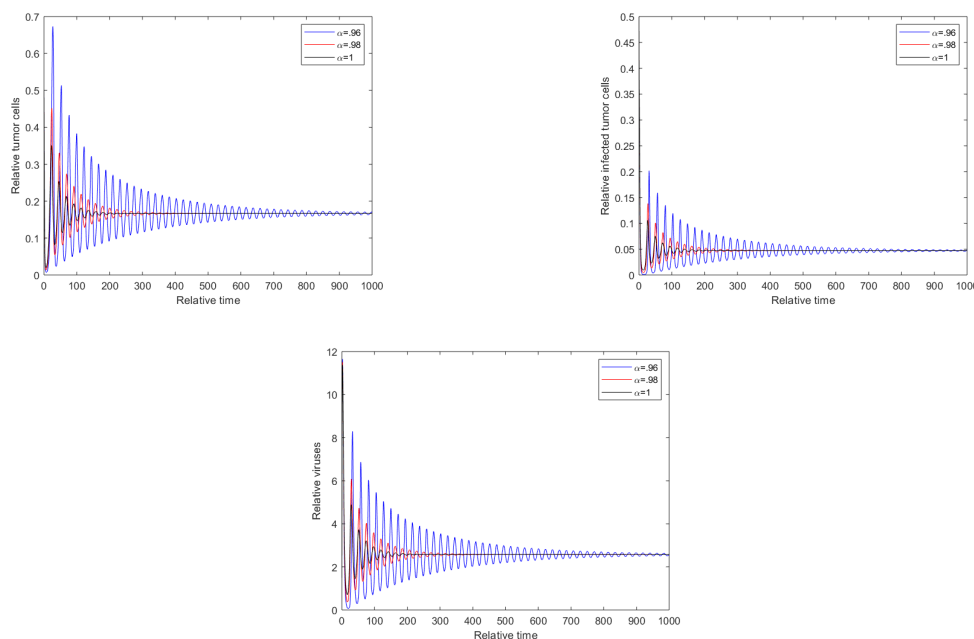 0.7
0.6
0.5
0.4
0.3
0.2
0.1
0
Relative tumor cells
0 100 200 300 400 500 600 700 800 900 1000
Relative time
α=.96
α=.98
α=1
0.5
0.45
0.4
0.35
0.3
0.25
0.2
0.15
0.1
0.05
0
Relative infected tumor cells
0 100 200 300 400 500 600 700 800 900 1000
Relative time
α=.96
α=.98
α=1
12
10
8
6
4
2
0
Relative viruses
0 100 200 300 400 500 600 700 800 900 1000
Relative time
α=.96
α=.98
α=1